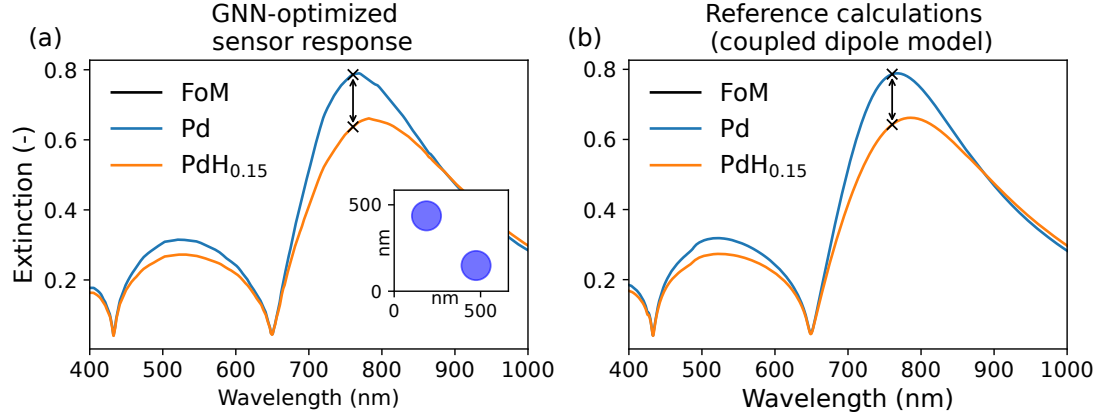 GNN-optimized
sensor response
(a)
0.8
0.6
0.4
0.2
Extinction (-)
FoM
Pd
PdH0.15
500
0
nm
0
nm
500
400
500
600
700
800
900
1000
Wavelength (nm)
Reference calculations
(coupled dipole model)
(b)
0.8
0.6
0.4
0.2
FoM
Pd
PdH0.15
400
500
600
700
800
900
1000
Wavelength (nm)